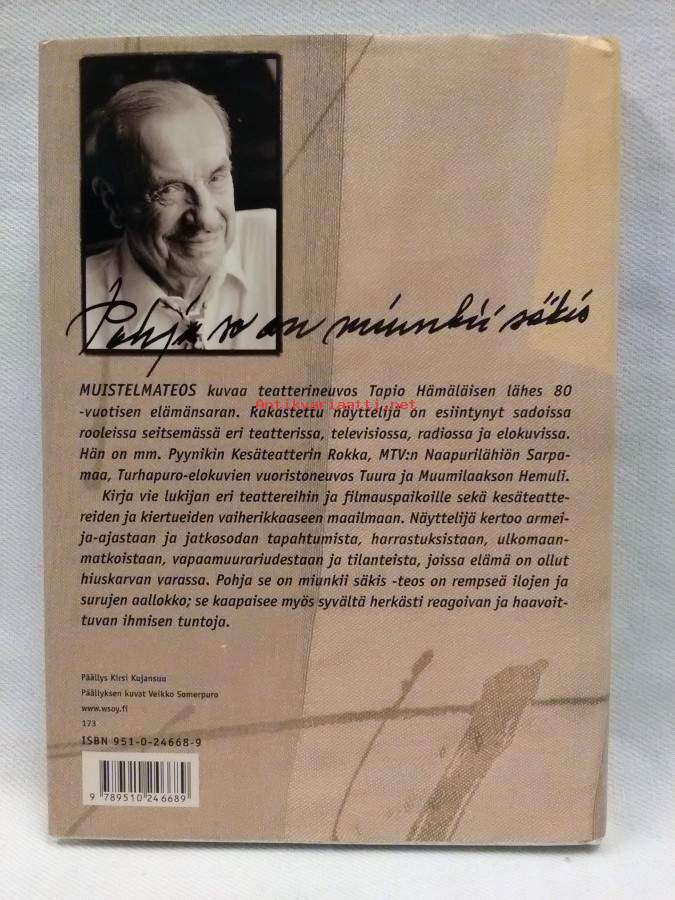 Pohja se on miunkii säkis
MUISTELMATEOS kuvaa teatterineuvos Tapio Hämäläisen lähes 80
-vuotisen elämänsaran. Rakastettu näyttelijä on esiintynyt sadoissa
Antikvariaatti.net
rooleissa seitsemässä eri teatterissa, televisiossa, radiossa ja elokuvissa.
Hän on mm. Pyynikin Kesäteatterin Rokka, MTV:n Naapurilähiön Sarpa-
maa, Turhapuro-elokuvien vuoristoneuvos Tuura ja Muumilaakson Hemuli.
Kirja vie lukijan eri teattereihin ja filmauspaikoille sekä kesäteatte-
reiden ja kiertueiden vaiherikkaaseen maailmaan. Näyttelijä kertoo armei-
ja-ajastaan ja jatkosodan tapahtumista, harrastuksistaan, ulkomaan-
matkoistaan, vapaamuurariudestaan ja tilanteista, joissa elämä on ollut
hiuskarvan varassa. Pohja se on miunkii säkis -teos on rempseä ilojen ja
surujen aallokko; se kaapaisee myös syvältä herkästi reagoivan ja haavoit-
tuvan ihmisen tuntoja.
Päällys Kirsi Kujansuu
Päällyksen kuvat Veikko Somerpuro
www.wsoy.fi
173
ISBN 951-0-24668-9
9 789510 246689